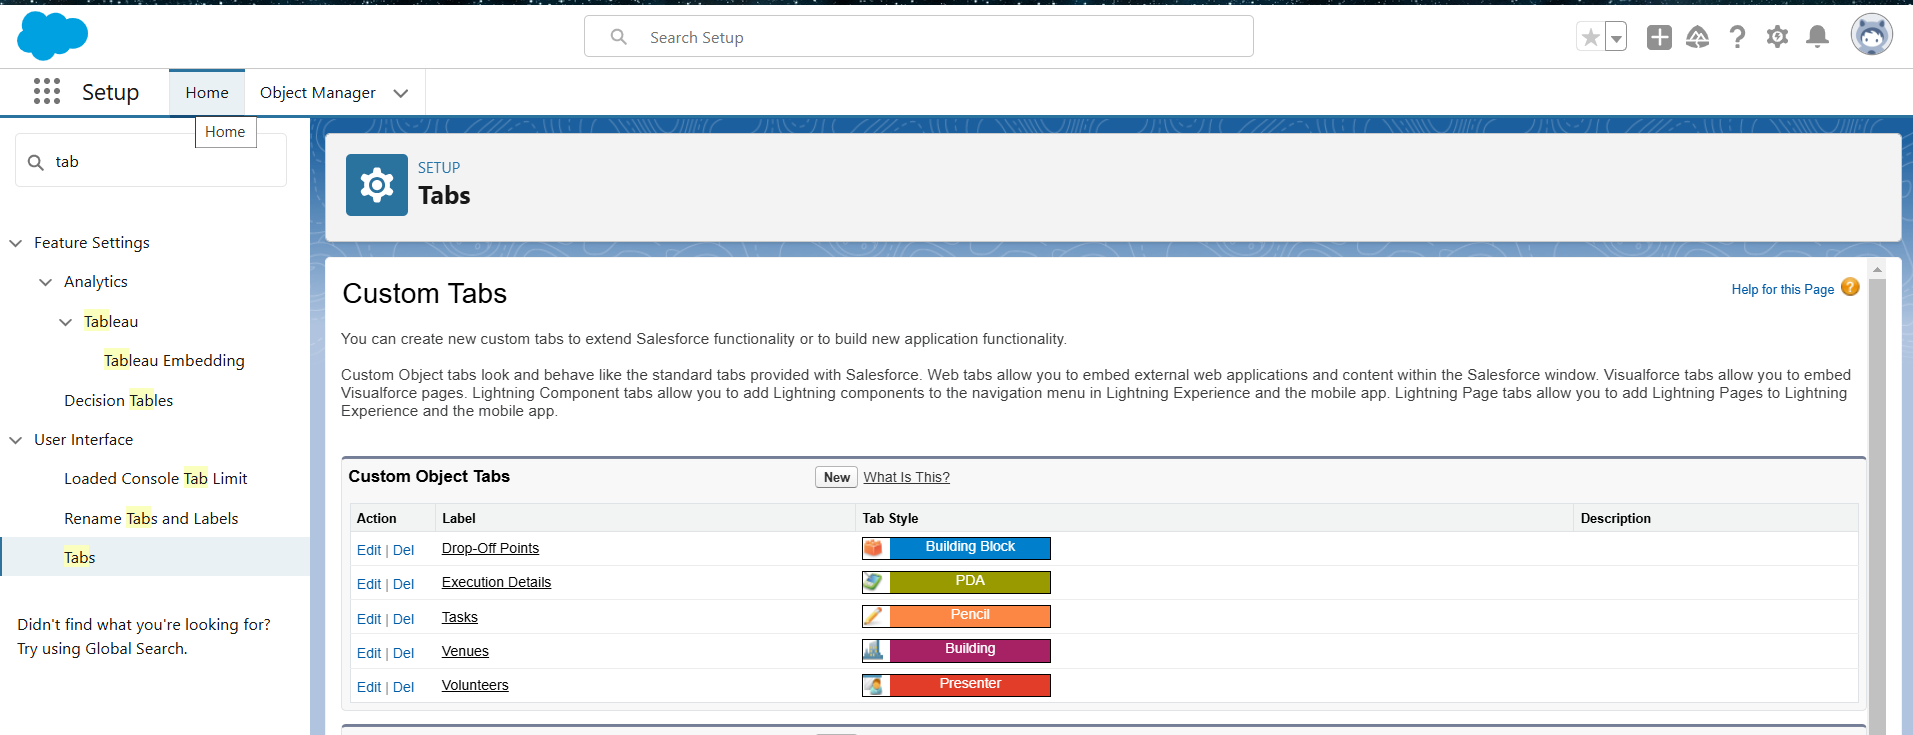 Search Setup
Setup
Home
Object Manager
Home
tab
Feature Settings
Analytics
Tableau
Tableau Embedding
Decision Tables
User Interface
Loaded Console Tab Limit
Rename Tabs and Labels
Tabs
Didn't find what you're looking for?
Try using Global Search.
SETUP
Tabs
Custom Tabs
Help for this Page ?
You can create new custom tabs to extend Salesforce functionality or to build new application functionality.
Custom Object tabs look and behave like the standard tabs provided with Salesforce. Web tabs allow you to embed external web applications and content within the Salesforce window. Visualforce tabs allow you to embed
Visualforce pages. Lightning Component tabs allow you to add Lightning components to the navigation menu in Lightning Experience and the mobile app. Lightning Page tabs allow you to add Lightning Pages to Lightning
Experience and the mobile app.
Custom Object Tabs New What Is This?
Action Label Tab Style Description
Edit | Del Drop-Off Points Building Block
Edit | Del Execution Details PDA
Edit | Del Tasks Pencil
Edit | Del Venues Building
Edit | Del Volunteers Presenter